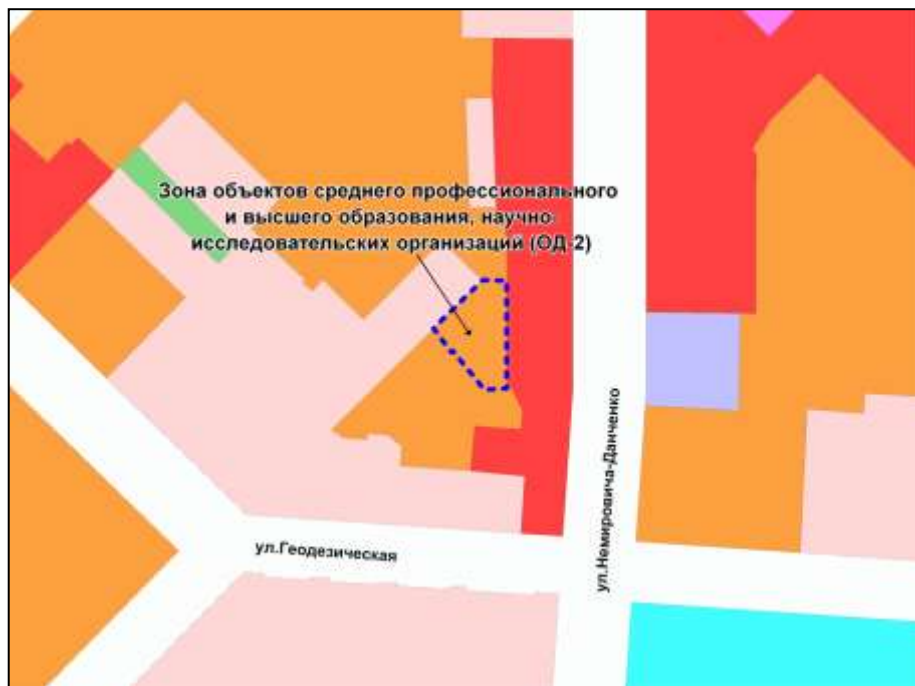 Зона объектов среднего профессионального
и высшего образования, научно-
исследовательских организаций (ОД-2)
ул.Немировича-Данченко
ул.Геодезическая